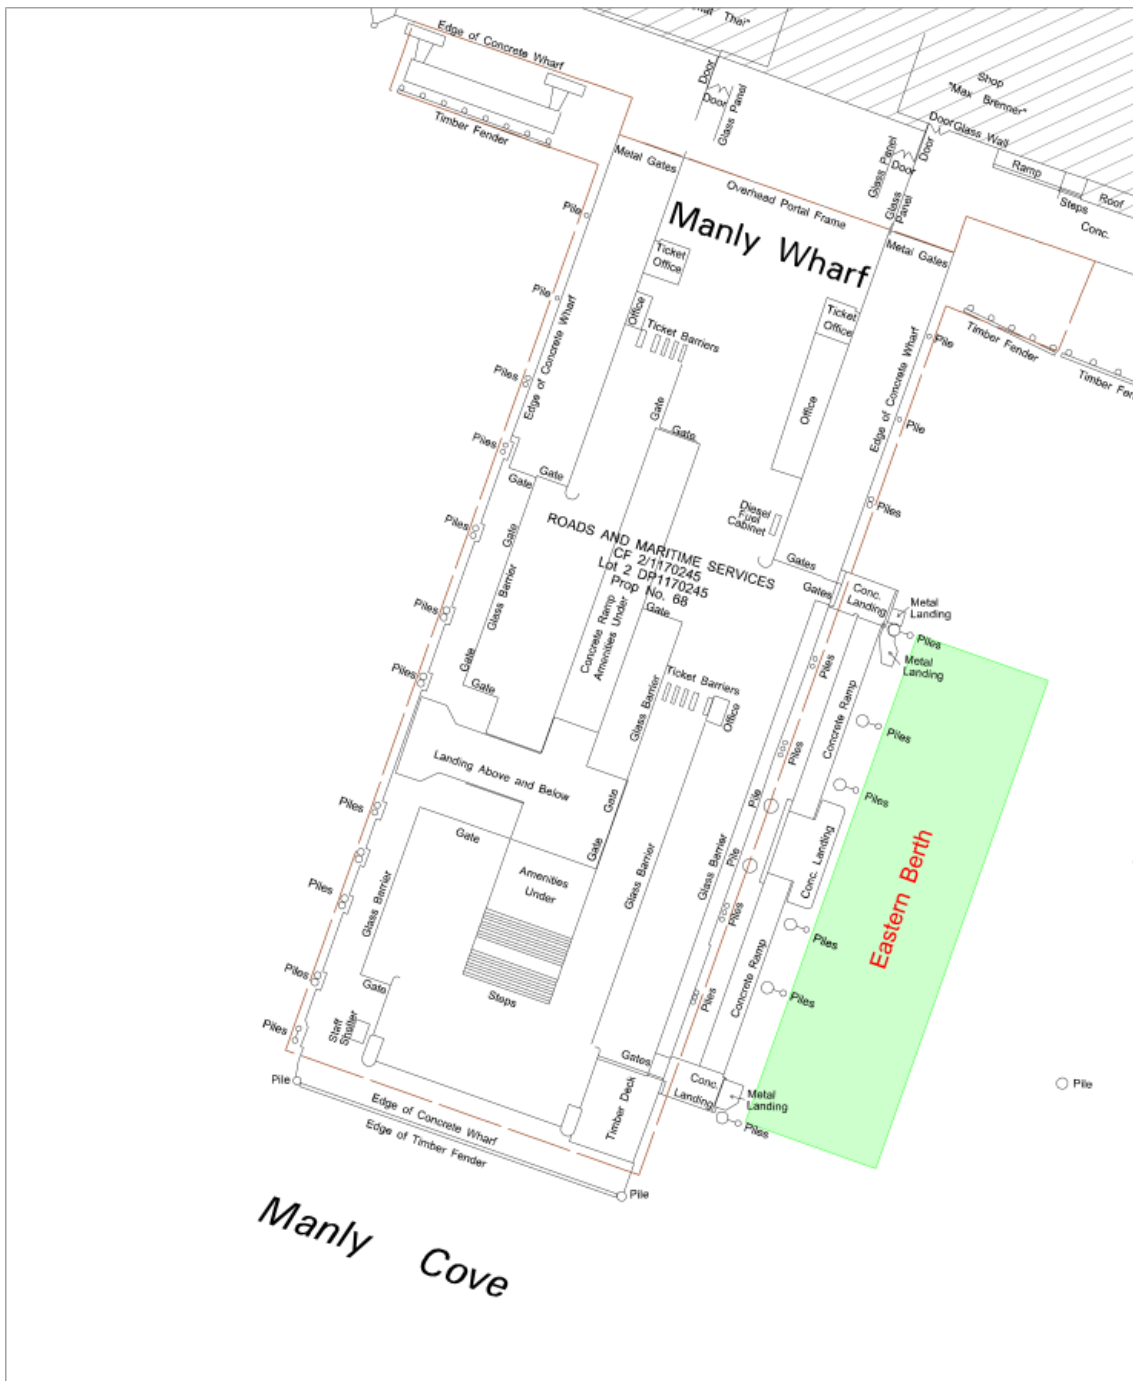 Thai"
Edge of Concrete Wharf
Door
Door
Glass Panel
Shop
"Max Brenner"
Timber Fender
Door
Glass Wall
Door
Glass Panel
Door
Metal Gates
Ramp
Overhead Portal Frame
Glass
Panel
Steps
Roof
Conc.
Pile
Manly Wharf
Metal Gates
Ticket
Office
Pile
Office
Edge of Concrete Wharf
Ticket Barriers
Ticket
Office
Timber Fender
Pile
Edge of Concrete Wharf
Piles
Timber
Gate
Office
Pile
Gate
Piles
Gate
Gate
Piles
Diesel
Fuel
Cabinet
Piles
Gate
ROADS AND MARITIME SERVICES
CF 2/1170245
Lot 2 DP1170245
Prop No. 68
Gates
Gates
Conc.
Landing
Metal
Landing
Piles
Glass Barrier
Concrete Ramp
Amenities Under
Gate
Piles
Metal
Landing
Piles
Gate
Gate
Piles
Ticket Barriers
Office
Glass Barrier
Concrete Ramp
Piles
Piles
Landing Above and Below
Gate
Pile
Piles
Piles
Gate
Gate
Pile
Conc. Landing
Eastern Berth
Amenities
Under
Glass Barrier
Glass Barrier
Piles
Glass Barrier
Piles
Piles
Concrete Ramp
Piles
Gate
Steps
Piles
Piles
Piles
Staff
Shelter
Gates
Conc.
Landing
Metal
Landing
Piles
Pile
Pile
Timber Deck
Edge of Concrete Wharf
Edge of Timber Fender
Pile
Manly Cove